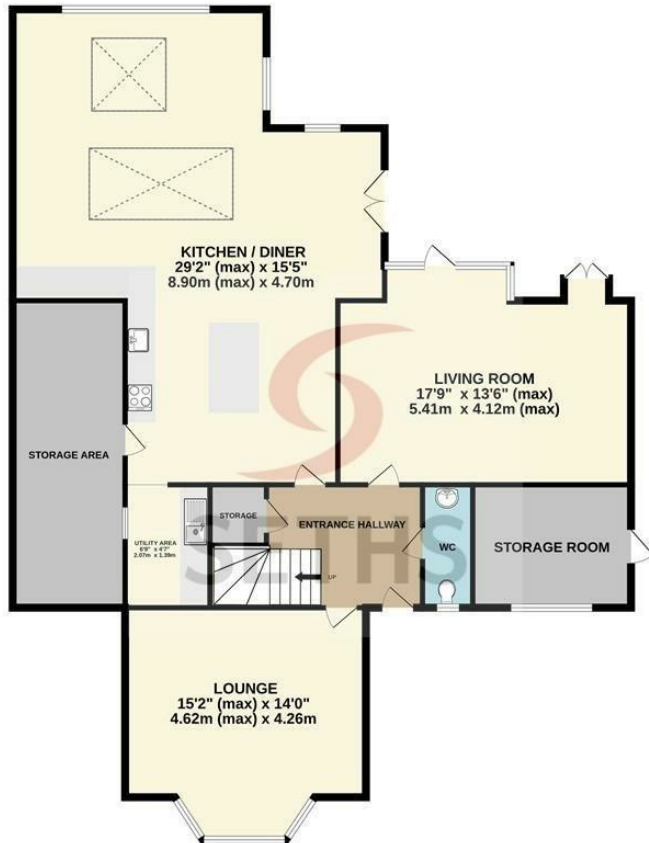 KITCHEN / DINER
29'2" (max) x 15'5"
8.90m (max) x 4.70m
LIVING ROOM
17'9" x 13'6" (max)
5.41m x 4.12m (max)
STORAGE AREA
STORAGE
ENTRANCE HALLWAY
UTILITY AREA
6'9" x 4'7"
2.07m x 1.39m
WC
STORAGE ROOM
SETHS
UP
LOUNGE
15'2" (max) x 14'0"
4.62m (max) x 4.26m